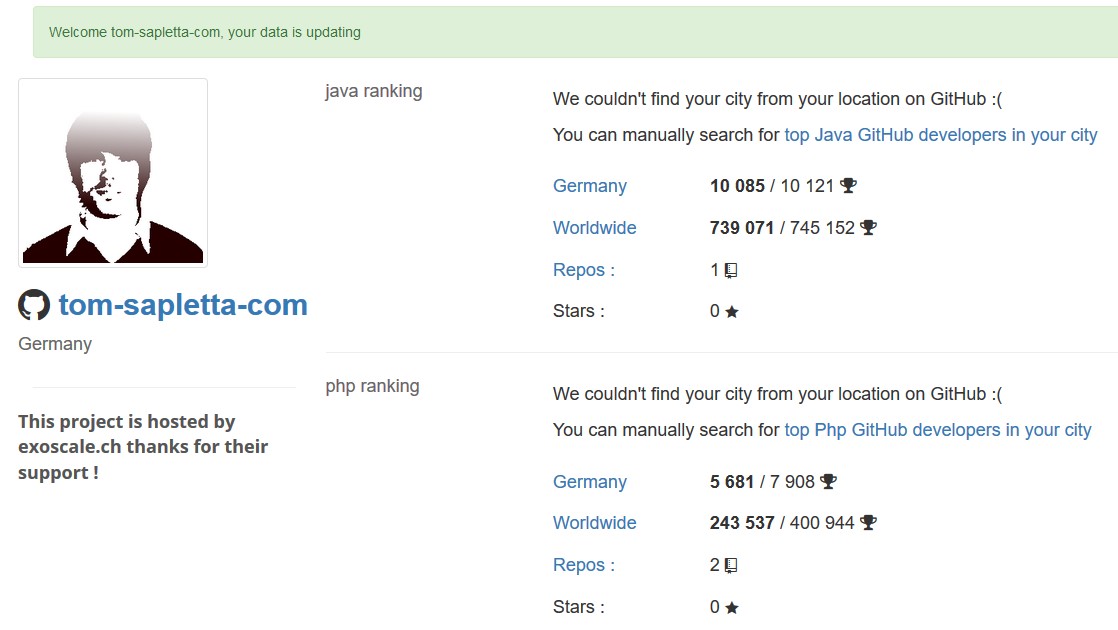 Welcome tom-sapletta-com, your data is updating
tom-sapletta-com
Germany
This project is hosted by
exoscale.ch thanks for their
support !
java ranking
We couldn't find your city from your location on GitHub :(
You can manually search for top Java GitHub developers in your city
Germany 10 085 / 10 121
Worldwide 739 071 / 745 152
Repos : 1
Stars : 0
php ranking
We couldn't find your city from your location on GitHub :(
You can manually search for top Php GitHub developers in your city
Germany 5 681 / 7 908
Worldwide 243 537 / 400 944
Repos : 2
Stars : 0